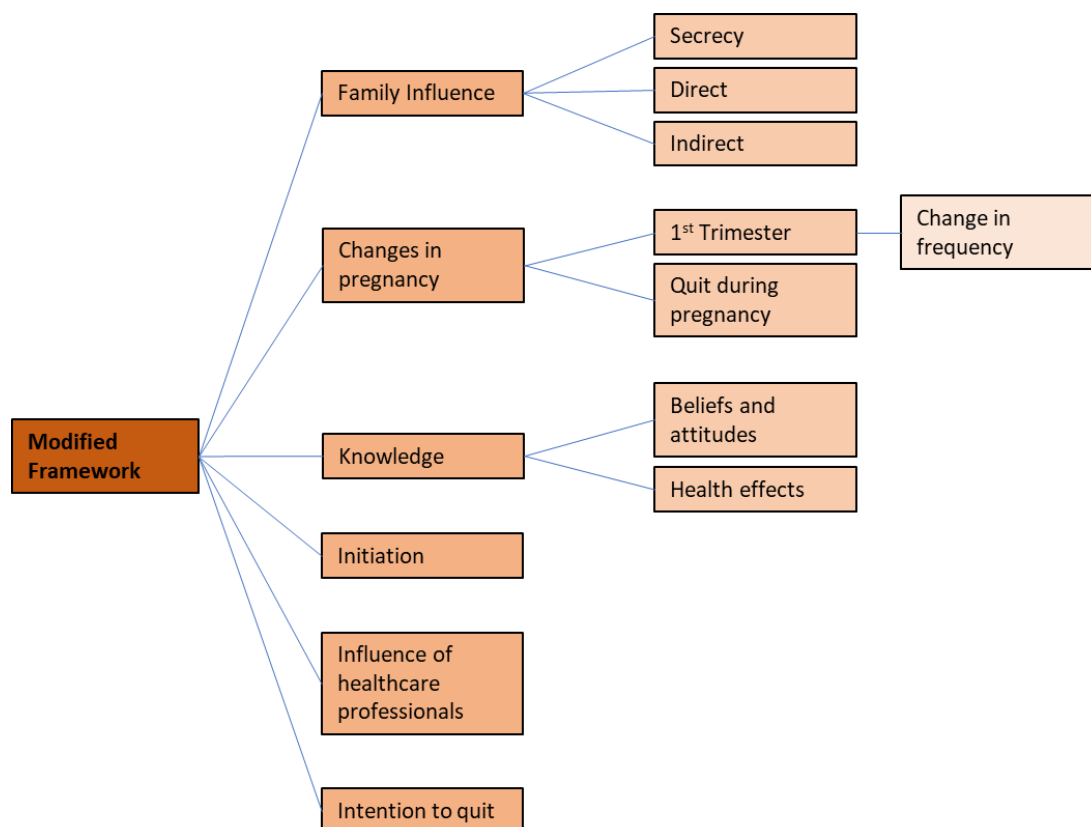 Secrecy
Family Influence
Direct
Indirect
Changes in
pregnancy
1st Trimester
Change in
frequency
Quit during
pregnancy
Modified
Framework
Knowledge
Beliefs and
attitudes
Health effects
Initiation
Influence of
healthcare
professionals
Intention to quit